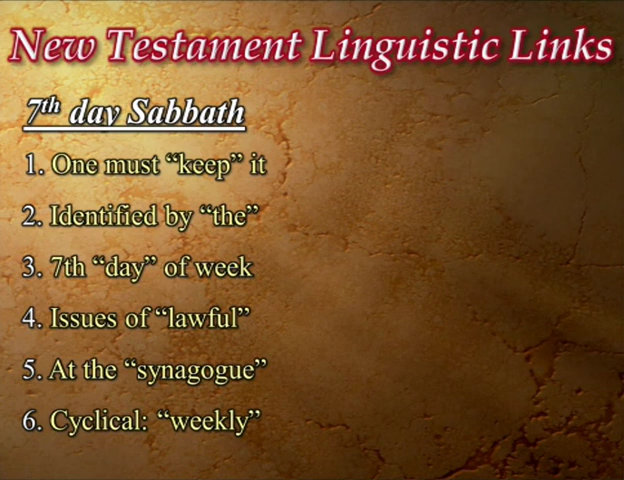 New Testament Linguistic Links
7th day Sabbath
1. One must “keep” it
2. Identified by “the”
3. 7th “day” of week
4. Issues of “lawful”
5. At the “synagogue”
6. Cyclical: “weekly”